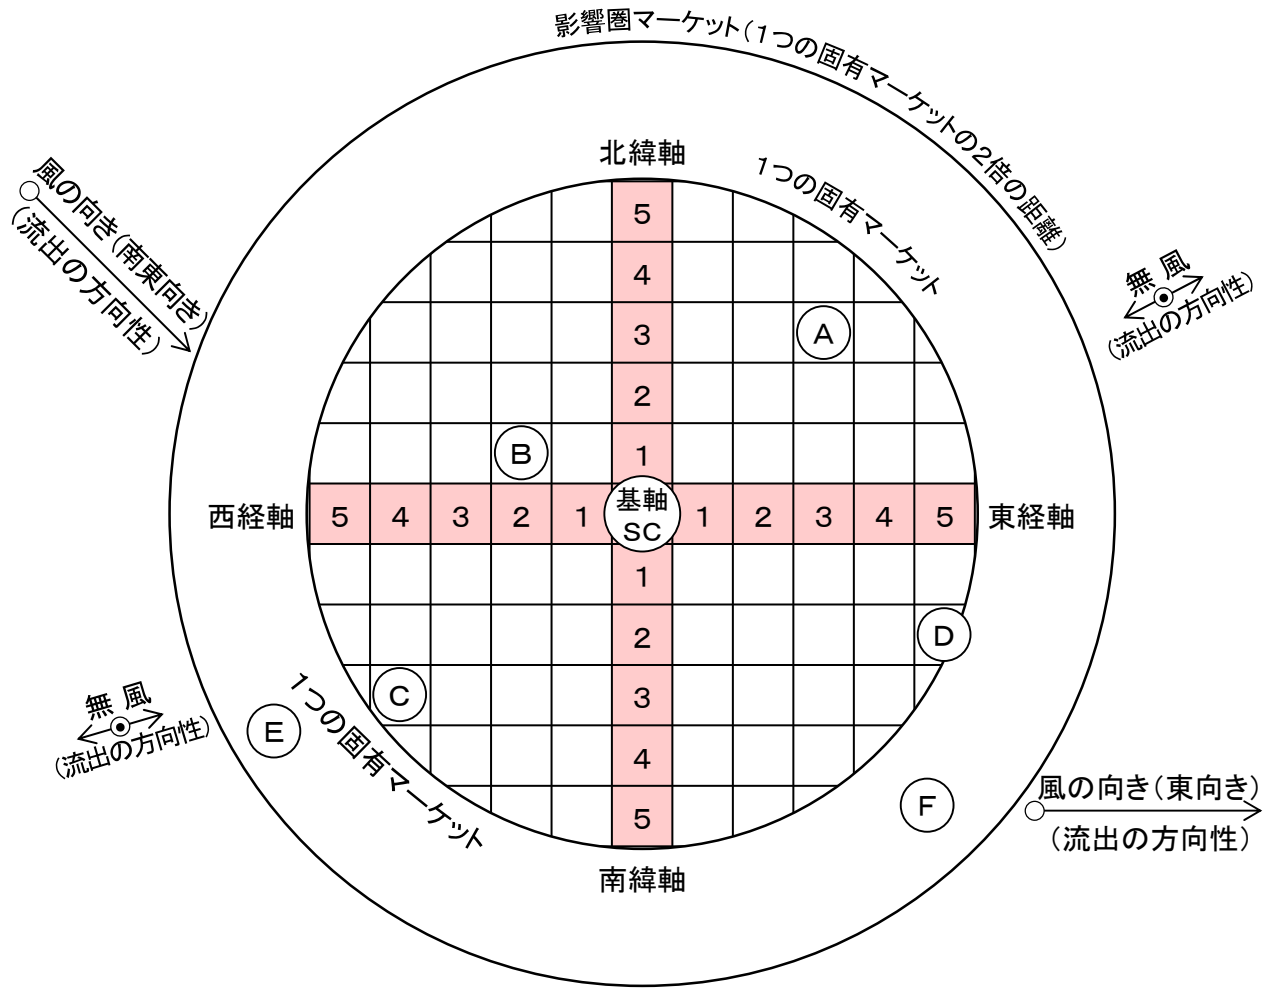 影響圏マーケット（１つの固有マーケットの２倍の距離）
北緯軸
１つの固有マーケット
風の向き（南東向き）
（流出の方向性）
無 風
（流出の方向性）
5
4
3
A
2
B
1
西経軸
5
4
3
2
1
基軸
SC
1
2
3
4
5
東経軸
1
2
D
C
3
無 風
（流出の方向性）
E
１つの固有マーケット
4
F
5
風の向き（東向き）
（流出の方向性）
南緯軸